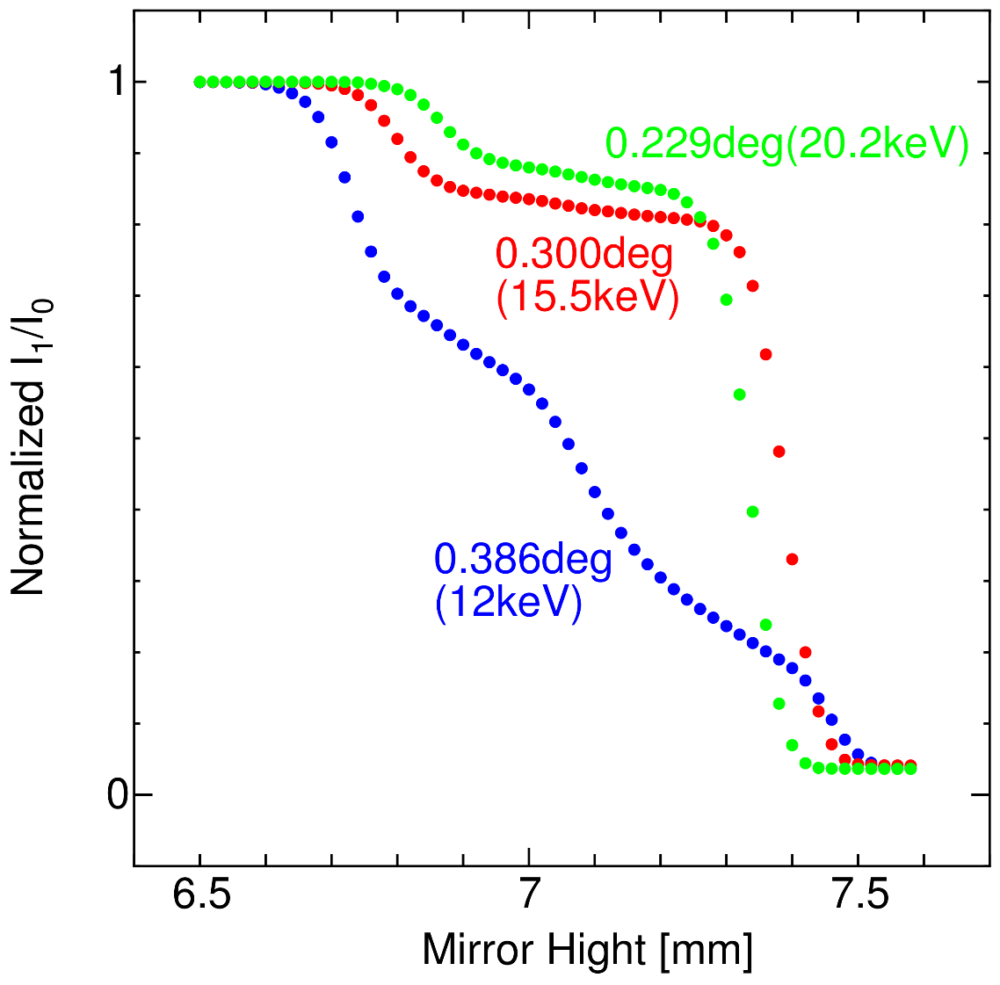 1
0.229deg(20.2keV)
0.300deg
(15.5keV)
Normalized I₁/I₀
0.386deg
(12keV)
0
6.5 7 7.5
Mirror Hight [mm]